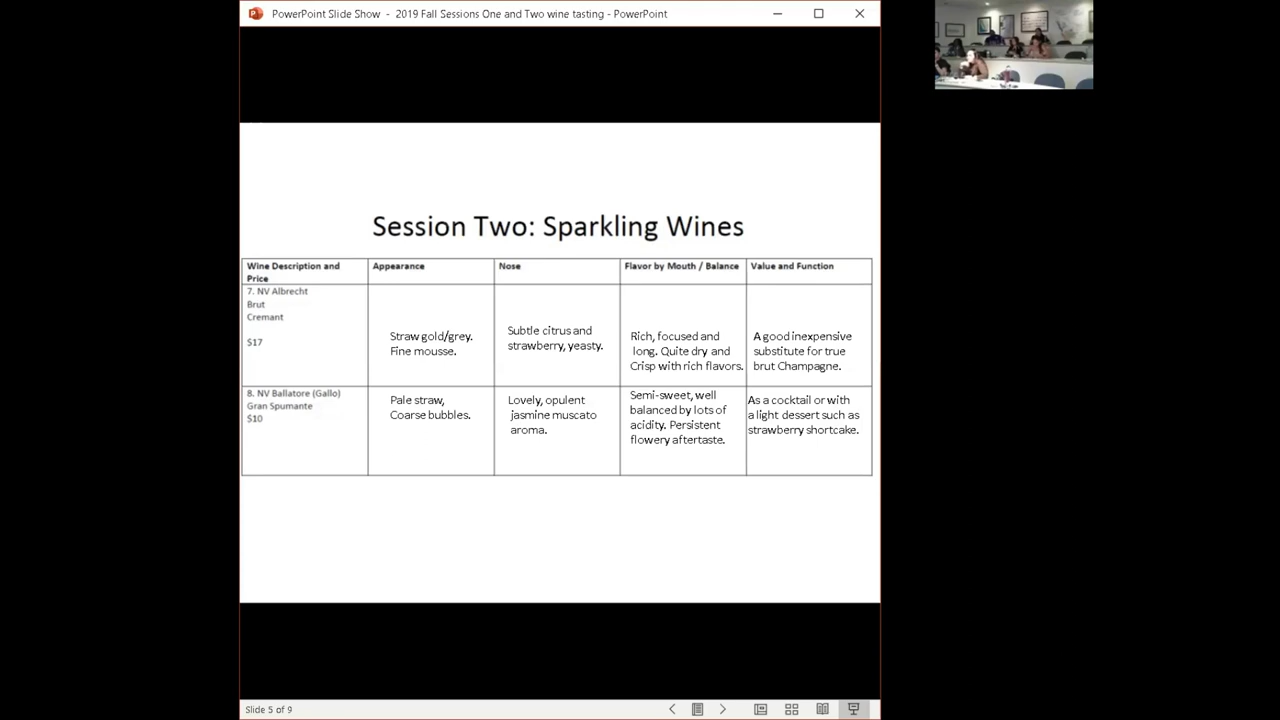 PowerPoint Slide Show - 2019 Fall Sessions One and Two wine tasting - PowerPoint
Session Two: Sparkling Wines
Wine Description and
Price
Appearance
Nose
Flavor by Mouth / Balance
Value and Function
7. NV Albrecht
Brut
Cremant
$17
Straw gold/grey.
Fine mousse.
Subtle citrus and
strawberry, yeasty.
Rich, focused and
long. Quite dry and
Crisp with rich flavors.
A good inexpensive
substitute for true
brut Champagne.
8. NV Ballatore (Gallo)
Gran Spumante
$10
Pale straw,
Coarse bubbles.
Lovely, opulent
jasmine muscato
aroma.
Semi-sweet, well
balanced by lots of
acidity. Persistent
flowery aftertaste.
As a cocktail or with
a light dessert such as
strawberry shortcake.
Slide 5 of 9